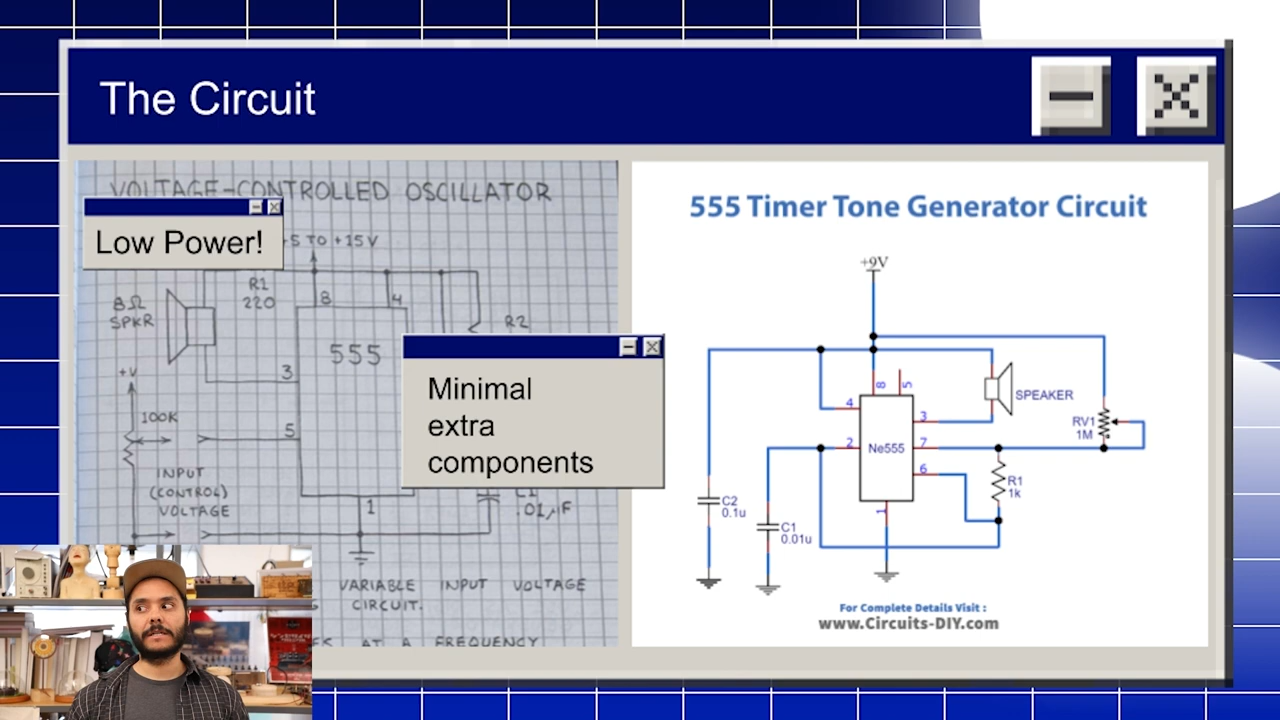 The Circuit
VOLTAGE-CONTROLLED OSCILLATOR
Low Power!
+5 TO +15V
8Ω
SPKR
R1
220
8
4
R2
555
3
+V
100K
5
INPUT
(CONTROL)
VOLTAGE
1
C1
.01µF
VARIABLE INPUT VOLTAGE
CIRCUIT.
AT A FREQUENCY
Minimal
extra
components
555 Timer Tone Generator Circuit
+9V
8
5
4
3
SPEAKER
2
Ne555
7
6
RV1
1M
R1
1k
1
C2
0.1u
C1
0.01u
For Complete Details Visit :
www.Circuits-DIY.com